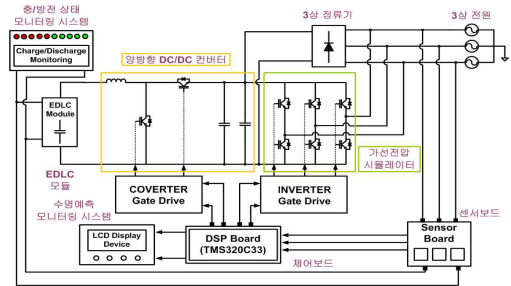 충/방전 상태
모니터링 시스템
Charge/Discharge
Monitoring
3상 정류기
3상 전원
양방향 DC/DC 컨버터
EDLC
Module
EDLC
모듈
가선전압
시뮬레이터
COVERTER
Gate Drive
INVERTER
Gate Drive
수명예측
모니터링 시스템
LCD Display
Device
DSP Board
(TMS320C33)
제어보드
센서보드
Sensor
Board